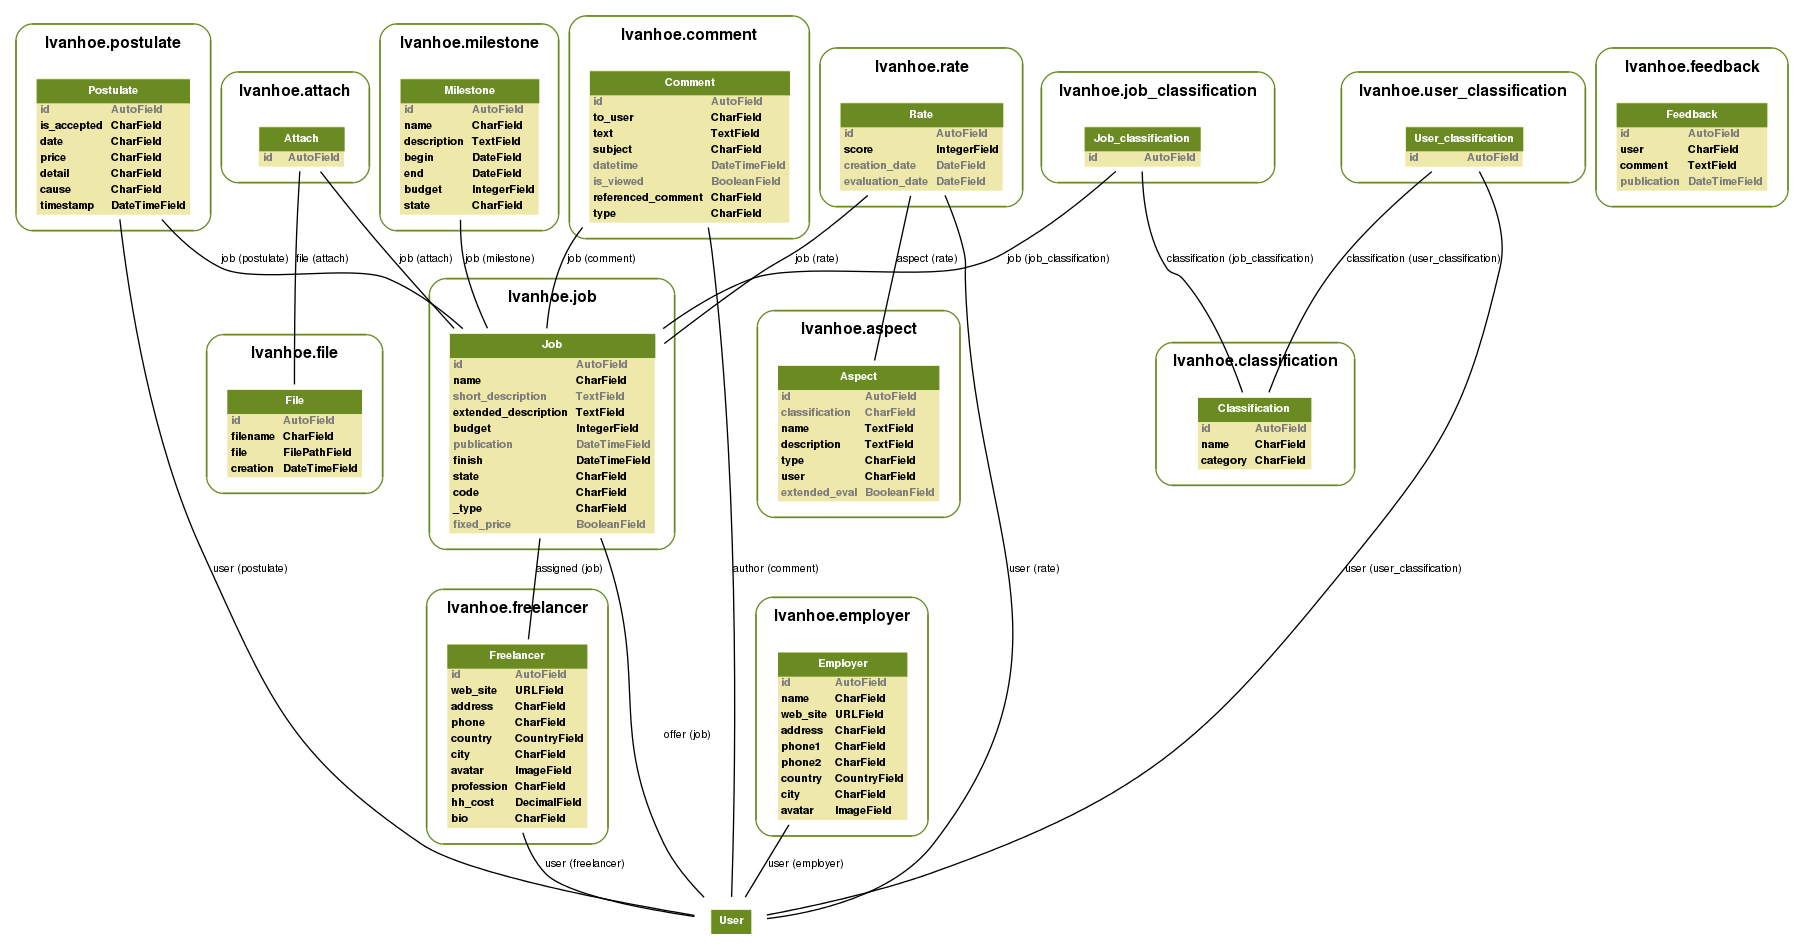 Ivanhoe.postulate
Postulate
id AutoField
is_accepted CharField
date CharField
price CharField
detail CharField
cause CharField
timestamp DateTimeField
Ivanhoe.attach
Attach
id AutoField
Ivanhoe.milestone
Milestone
id AutoField
name CharField
description TextField
begin DateField
end DateField
budget IntegerField
state CharField
Ivanhoe.comment
Comment
id AutoField
to_user CharField
text TextField
subject CharField
datetime DateTimeField
is_viewed BooleanField
referenced_comment CharField
type CharField
Ivanhoe.rate
Rate
id AutoField
score IntegerField
creation_date DateField
evaluation_date DateField
Ivanhoe.job_classification
Job_classification
id AutoField
Ivanhoe.user_classification
User_classification
id AutoField
Ivanhoe.feedback
Feedback
id AutoField
user CharField
comment TextField
publication DateTimeField
job (postulate)
file (attach)
job (attach)
job (milestone)
job (comment)
job (rate)
aspect (rate)
job (job_classification)
classification (job_classification)
classification (user_classification)
Ivanhoe.file
File
id AutoField
filename CharField
file FilePathField
creation DateTimeField
Ivanhoe.job
Job
id AutoField
name CharField
short_description TextField
extended_description TextField
budget IntegerField
publication DateTimeField
finish DateTimeField
state CharField
code CharField
_type CharField
fixed_price BooleanField
Ivanhoe.aspect
Aspect
id AutoField
classification CharField
name TextField
description TextField
type CharField
user CharField
extended_eval BooleanField
Ivanhoe.classification
Classification
id AutoField
name CharField
category CharField
user (postulate)
assigned (job)
author (comment)
user (rate)
user (user_classification)
Ivanhoe.freelancer
Freelancer
id AutoField
web_site URLField
address CharField
phone CharField
country CountryField
city CharField
avatar ImageField
profession CharField
hh_cost DecimalField
bio CharField
offer (job)
Ivanhoe.employer
Employer
id AutoField
name CharField
web_site URLField
address CharField
phone1 CharField
phone2 CharField
country CountryField
city CharField
avatar ImageField
user (freelancer)
user (employer)
User